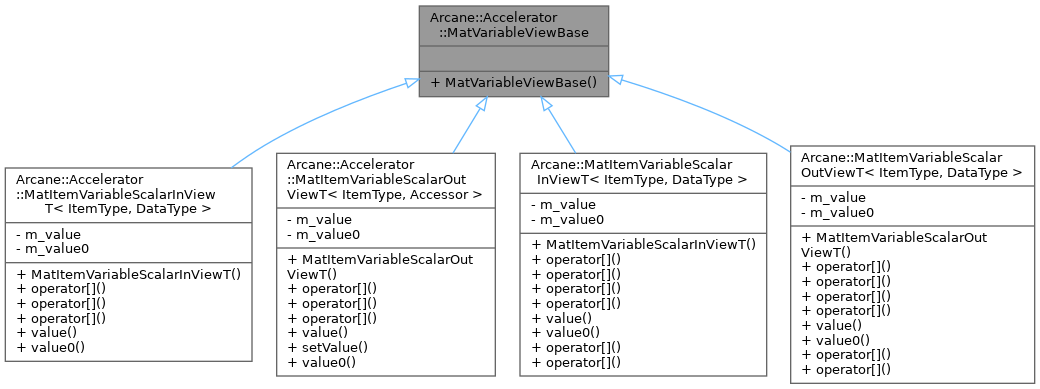 Arcane::Accelerator
::MatVariableViewBase
+ MatVariableViewBase()
Arcane::Accelerator
::MatItemVariableScalarInView
T< ItemType, DataType >
- m_value
- m_value0
+ MatItemVariableScalarInViewT()
+ operator[]()
+ operator[]()
+ operator[]()
+ value()
+ value0()
Arcane::Accelerator
::MatItemVariableScalarOut
ViewT< ItemType, Accessor >
- m_value
- m_value0
+ MatItemVariableScalarOut
ViewT()
+ operator[]()
+ operator[]()
+ operator[]()
+ value()
+ setValue()
+ value0()
Arcane::MatItemVariableScalar
InViewT< ItemType, DataType >
- m_value
- m_value0
+ MatItemVariableScalarInViewT()
+ operator[]()
+ operator[]()
+ operator[]()
+ operator[]()
+ value()
+ value0()
+ operator[]()
+ operator[]()
Arcane::MatItemVariableScalar
OutViewT< ItemType, DataType >
- m_value
- m_value0
+ MatItemVariableScalarOut
ViewT()
+ operator[]()
+ operator[]()
+ operator[]()
+ operator[]()
+ value()
+ value0()
+ operator[]()
+ operator[]()